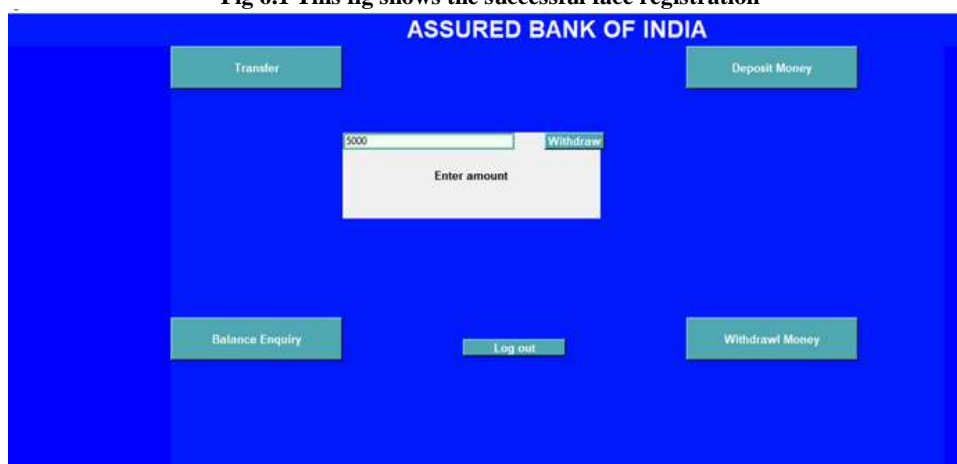 Fig 6.1 This fig shows the successful face registration
ASSURED BANK OF INDIA
Transfer
Deposit Money
5000
Withdraw
Enter amount
Balance Enquiry
Log out
Withdrawl Money